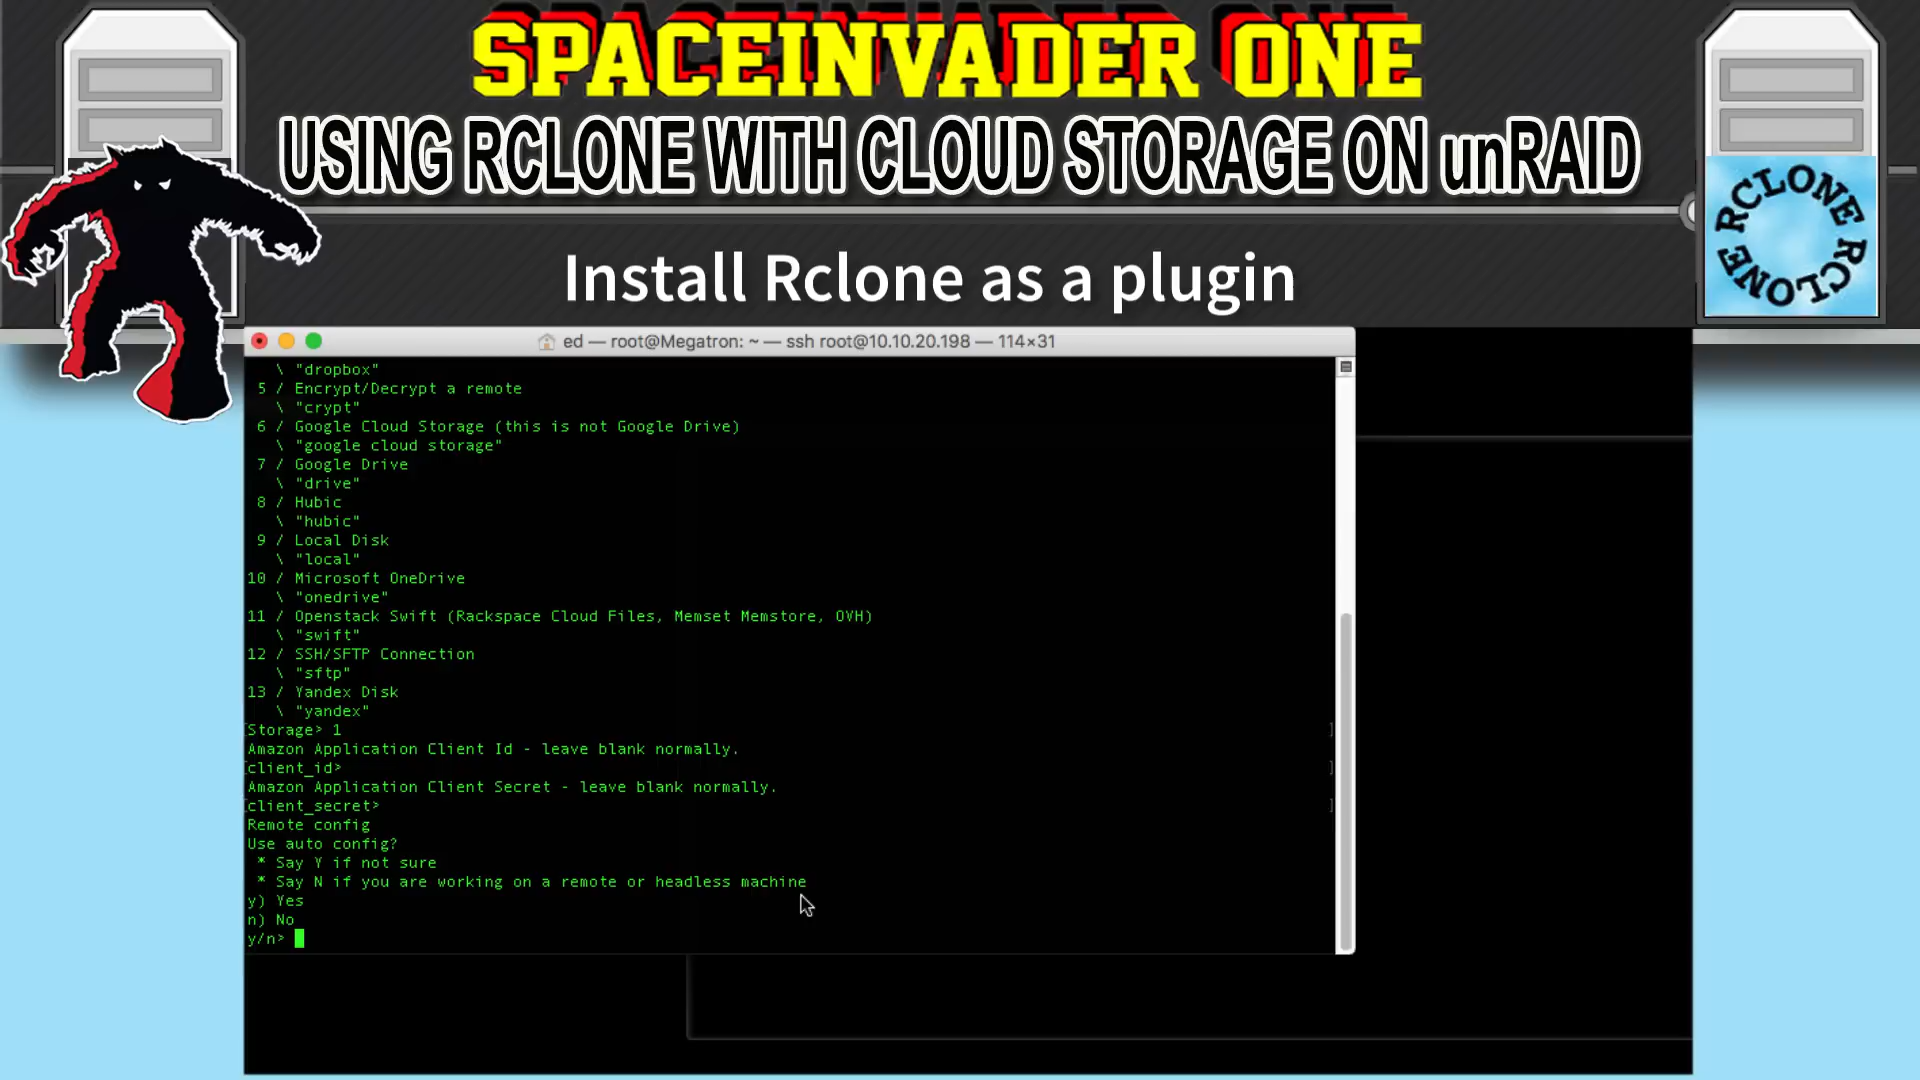 SPACEINVADER ONE
USING RCLONE WITH CLOUD STORAGE ON unRAID
RCLONE RCLONE
Install Rclone as a plugin
ed — root@Megatron: ~ — ssh root@10.10.20.198 — 114×31
\ "dropbox"
5 / Encrypt/Decrypt a remote
\ "crypt"
6 / Google Cloud Storage (this is not Google Drive)
\ "google cloud storage"
7 / Google Drive
\ "drive"
8 / Hubic
\ "hubic"
9 / Local Disk
\ "local"
10 / Microsoft OneDrive
\ "onedrive"
11 / Openstack Swift (Rackspace Cloud Files, Memset Memstore, OVH)
\ "swift"
12 / SSH/SFTP Connection
\ "sftp"
13 / Yandex Disk
\ "yandex"
[Storage> 1 ]
Amazon Application Client Id - leave blank normally.
[client_id> ]
Amazon Application Client Secret - leave blank normally.
[client_secret> ]
Remote config
Use auto config?
* Say Y if not sure
* Say N if you are working on a remote or headless machine
y) Yes
n) No
y/n>